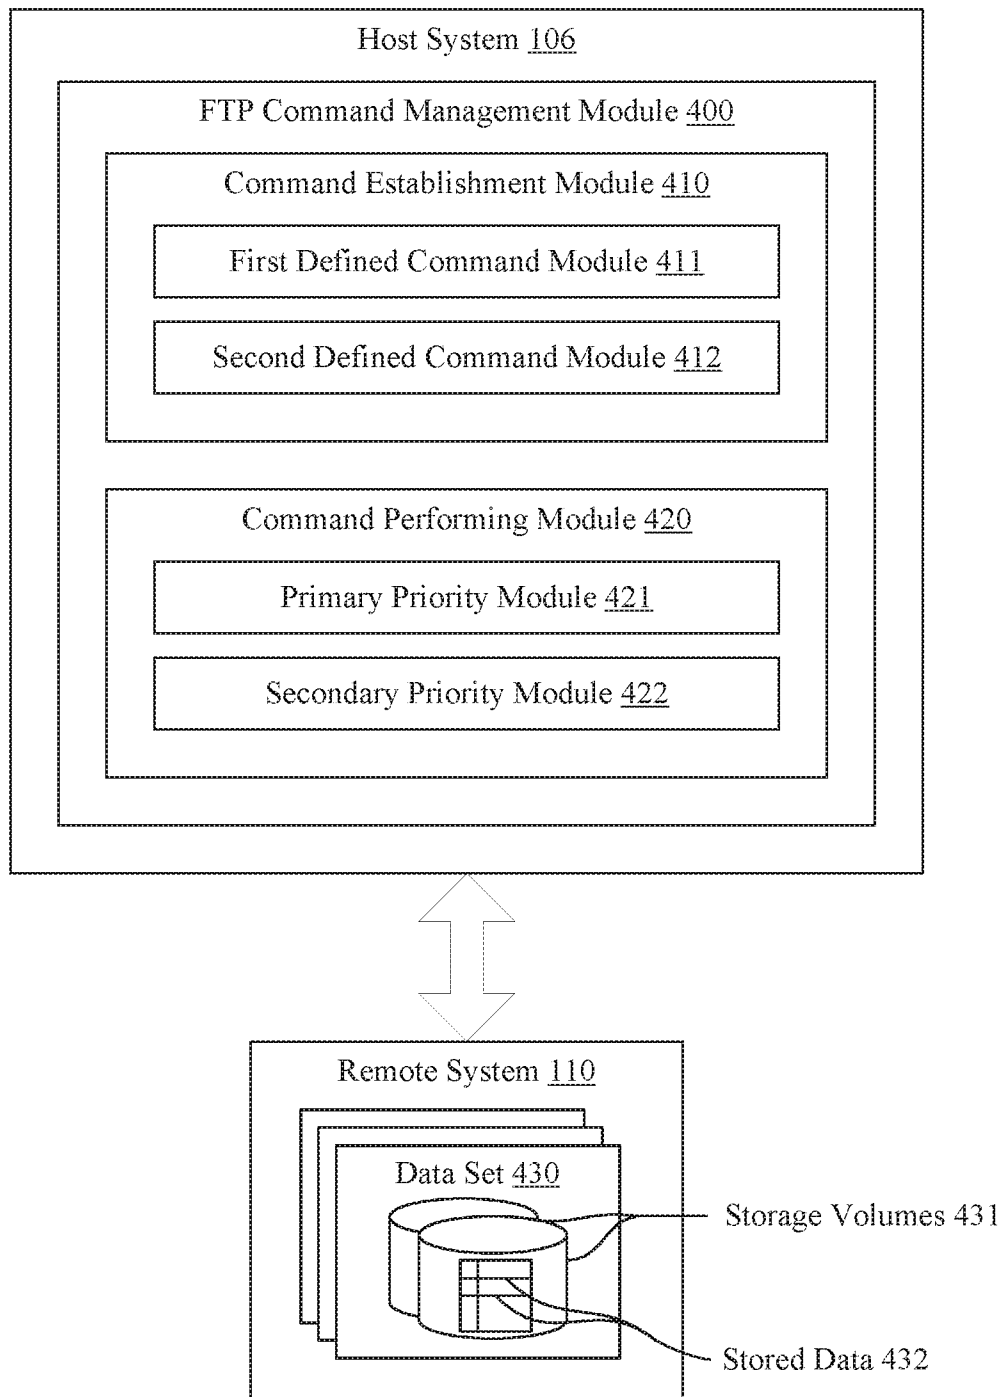 Host System 106
FTP Command Management Module 400
Command Establishment Module 410
First Defined Command Module 411
Second Defined Command Module 412
Command Performing Module 420
Primary Priority Module 421
Secondary Priority Module 422
Remote System 110
Data Set 430
Storage Volumes 431
Stored Data 432